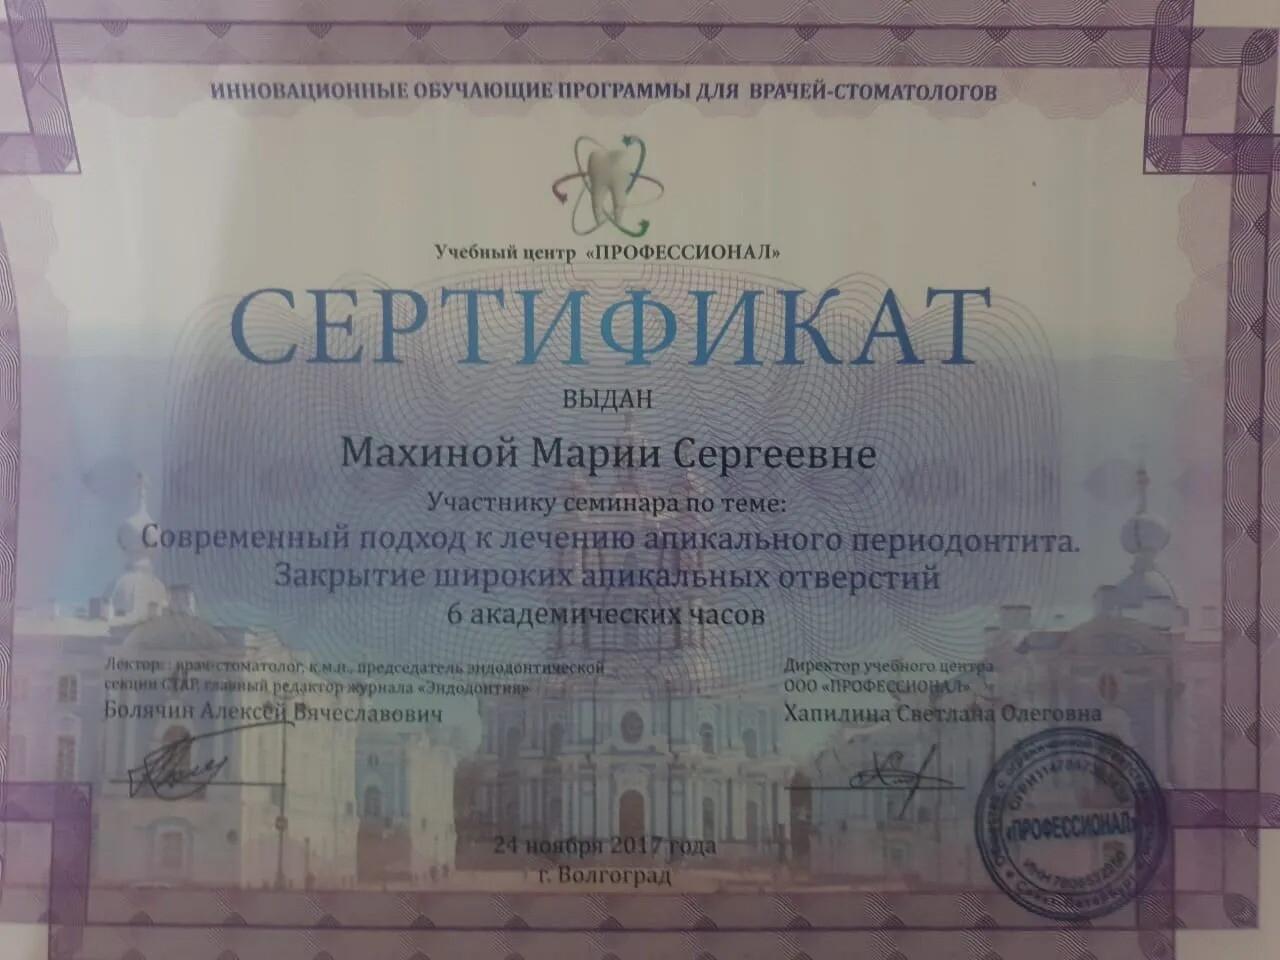 ИННОВАЦИОННЫЕ ОБУЧАЮЩИЕ ПРОГРАММЫ ДЛЯ ВРАЧЕЙ-СТОМАТОЛОГОВ
Учебный центр «ПРОФЕССИОНАЛ»
СЕРТИФИКАТ
ВЫДАН
Махиной Марии Сергеевне
Участнику семинара по теме:
Современный подход к лечению апикального периодонтита.
Закрытие широких апикальных отверстий
6 академических часов
Лектор: врач-стоматолог, к.м.н., председатель эндодонтической
секции СТАР, главный редактор журнала «Эндодонтия»
Болячин Алексей Вячеславович
Директор учебного центра
ООО «ПРОФЕССИОНАЛ»
Хапилина Светлана Олеговна
«ПРОФЕССИОНАЛ»
Санкт-Петербург
24 ноября 2017 года
г. Волгоград